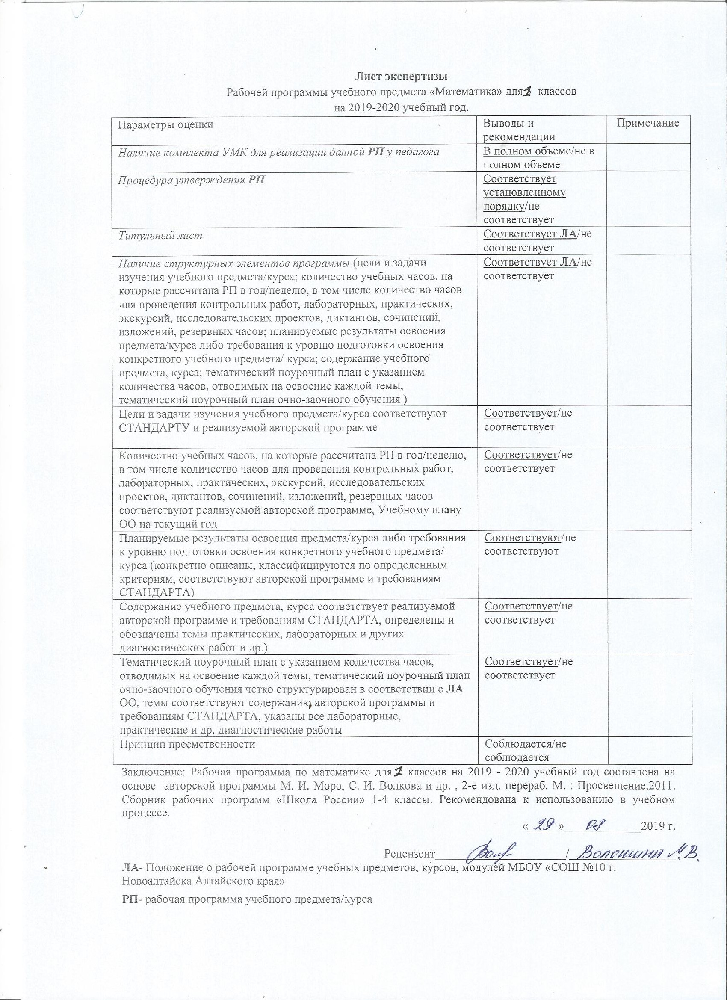 Лист экспертизы
Рабочей программы учебного предмета «Математика» для классов
на 2019-2020 учебный год.
Параметры оценки
Выводы и
рекомендации
Примечание
Наличие комплекта УМК для реализации данной РП у педагога
В полном объеме/не в
полном объеме
Процедура утверждения РП
Соответствует
установленному
порядку/не
соответствует
Титульный лист
Соответствует ЛА/не
соответствует
Наличие структурных элементов программы (цели и задачи
изучения учебного предмета/курса; количество учебных часов, на
которые рассчитана РП в год/неделю, в том числе количество часов
для проведения контрольных работ, лабораторных, практических,
экскурсий, исследовательских проектов, диктантов, сочинений,
изложений, резервных часов; планируемые результаты освоения
предмета/курса либо требования к уровню подготовки освоения
конкретного учебного предмета/ курса; содержание учебного
предмета, курса; тематический поурочный план с указанием
количества часов, отводимых на освоение каждой темы,
тематический поурочный план очно-заочного обучения )
Соответствует ЛА/не
соответствует
Цели и задачи изучения учебного предмета/курса соответствуют
СТАНДАРТУ и реализуемой авторской программе
Соответствует/не
соответствует
Количество учебных часов, на которые рассчитана РП в год/неделю,
в том числе количество часов для проведения контрольных работ,
лабораторных, практических, экскурсий, исследовательских
проектов, диктантов, сочинений, изложений, резервных часов
соответствуют реализуемой авторской программе, Учебному плану
ОО на текущий год
Соответствует/не
соответствует
Планируемые результаты освоения предмета/курса либо требования
к уровню подготовки освоения конкретного учебного предмета/
курса (конкретно описаны, классифицируются по определенным
критериям, соответствуют авторской программе и требованиям
СТАНДАРТА)
Соответствуют/не
соответствуют
Содержание учебного предмета, курса соответствует реализуемой
авторской программе и требованиям СТАНДАРТА, определены и
обозначены темы практических, лабораторных и других
диагностических работ и др.)
Соответствует/не
соответствует
Тематический поурочный план с указанием количества часов,
отводимых на освоение каждой темы, тематический поурочный план
очно-заочного обучения четко структурирован в соответствии с ЛА
ОО, темы соответствуют содержанию, авторской программы и
требованиям СТАНДАРТА, указаны все лабораторные,
практические и др. диагностические работы
Соответствует/не
соответствует
Принцип преемственности
Соблюдается/не
соблюдается
Заключение: Рабочая программа по математике для классов на 2019 - 2020 учебный год составлена на
основе авторской программы М. И. Моро, С. И. Волкова и др. , 2-е изд. перераб. М. : Просвещение,2011.
Сборник рабочих программ «Школа России» 1-4 классы. Рекомендована к использованию в учебном
процессе.
«29» 08 2019 г.
Рецензент / Волошина М.В.
ЛА- Положение о рабочей программе учебных предметов, курсов, модулей МБОУ «СОШ №10 г.
Новоалтайска Алтайского края»
РП- рабочая программа учебного предмета/курса